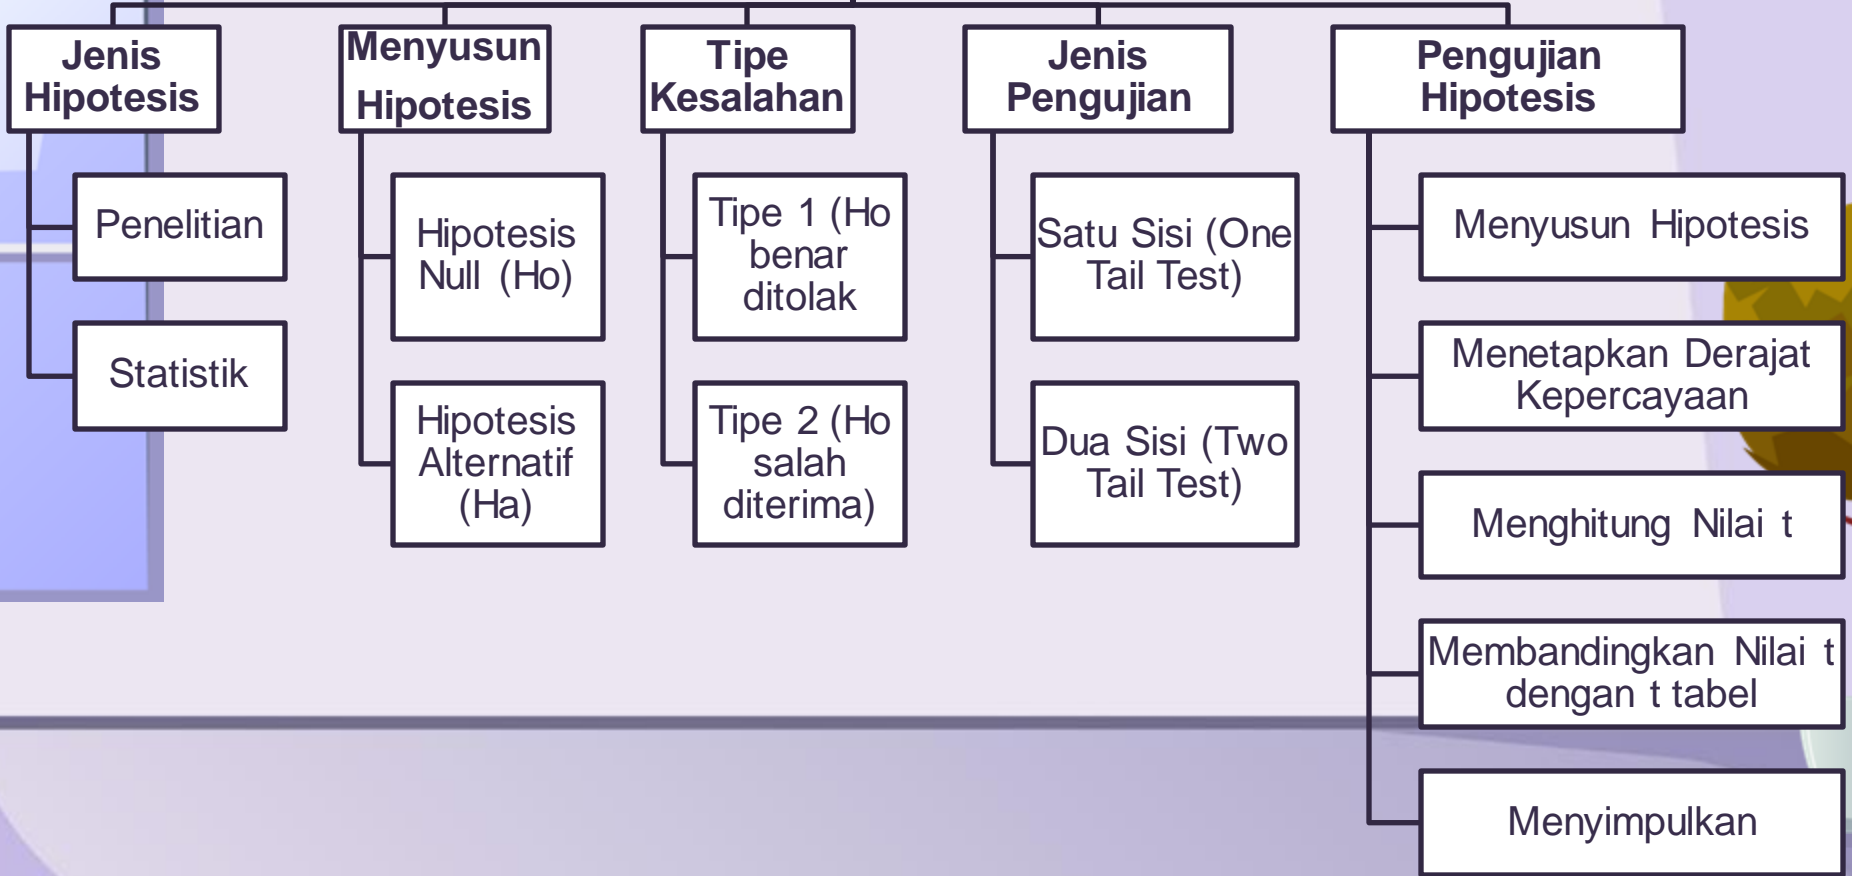 Jenis
Hipotesis
Penelitian
Statistik
Menyusun
Hipotesis
Hipotesis
Null (Ho)
Hipotesis
Alternatif
(Ha)
Tipe
Kesalahan
Tipe 1 (Ho
benar
ditolak
Tipe 2 (Ho
salah
diterima)
Jenis
Pengujian
Satu Sisi (One
Tail Test)
Dua Sisi (Two
Tail Test)
Pengujian
Hipotesis
Menyusun Hipotesis
Menetapkan Derajat
Kepercayaan
Menghitung Nilai t
Membandingkan Nilai t
dengan t tabel
Menyimpulkan